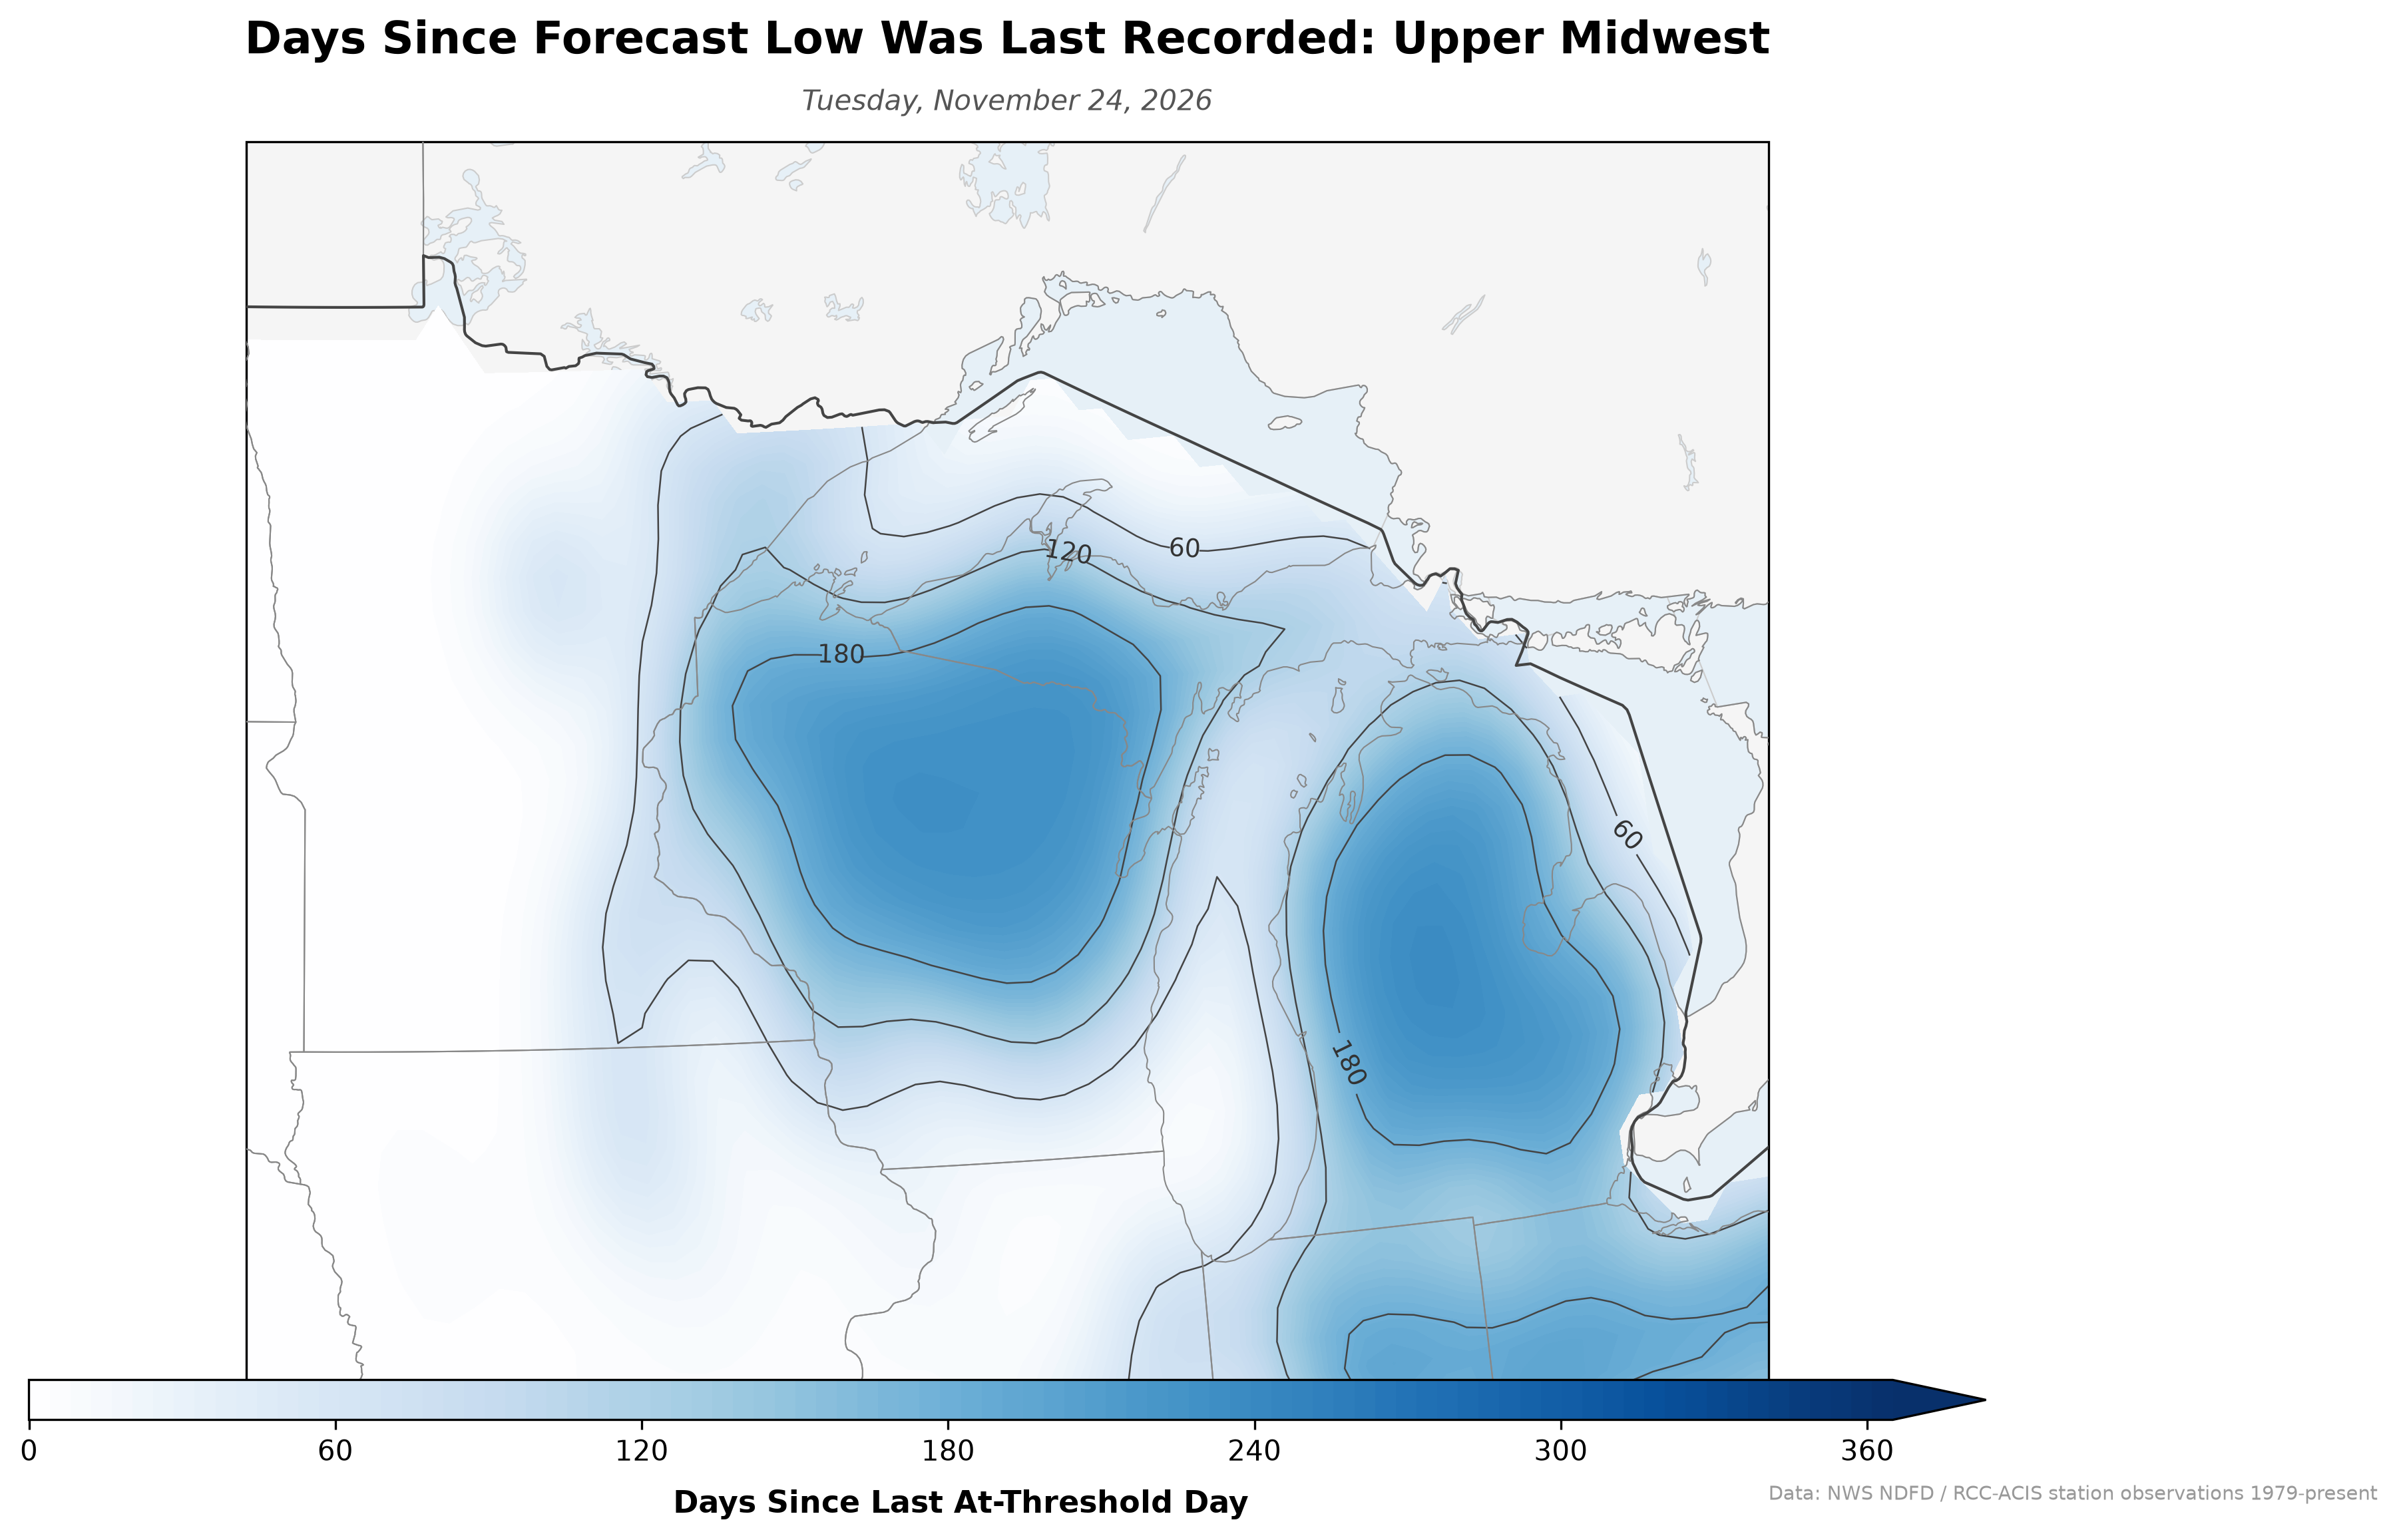 Days Since Forecast Low Was Last Recorded: Upper Midwest
Tuesday, November 24, 2026
120
60
180
60
180
0 60 120 180 240 300 360
Days Since Last At-Threshold Day
Data: NWS NDFD / RCC-ACIS station observations 1979-present